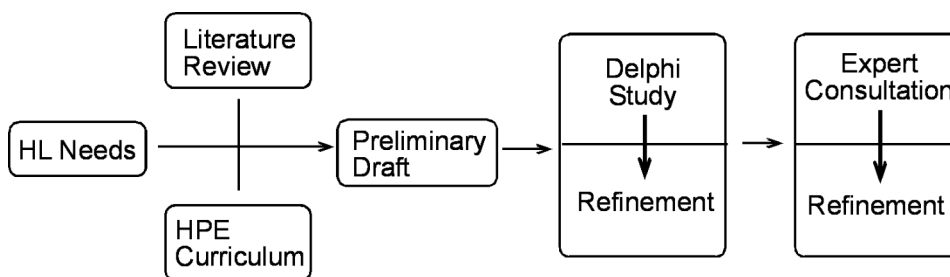 Literature
Review
HL Needs
HPE
Curriculum
Preliminary
Draft
Delphi
Study
Refinement
Expert
Consultation
Refinement